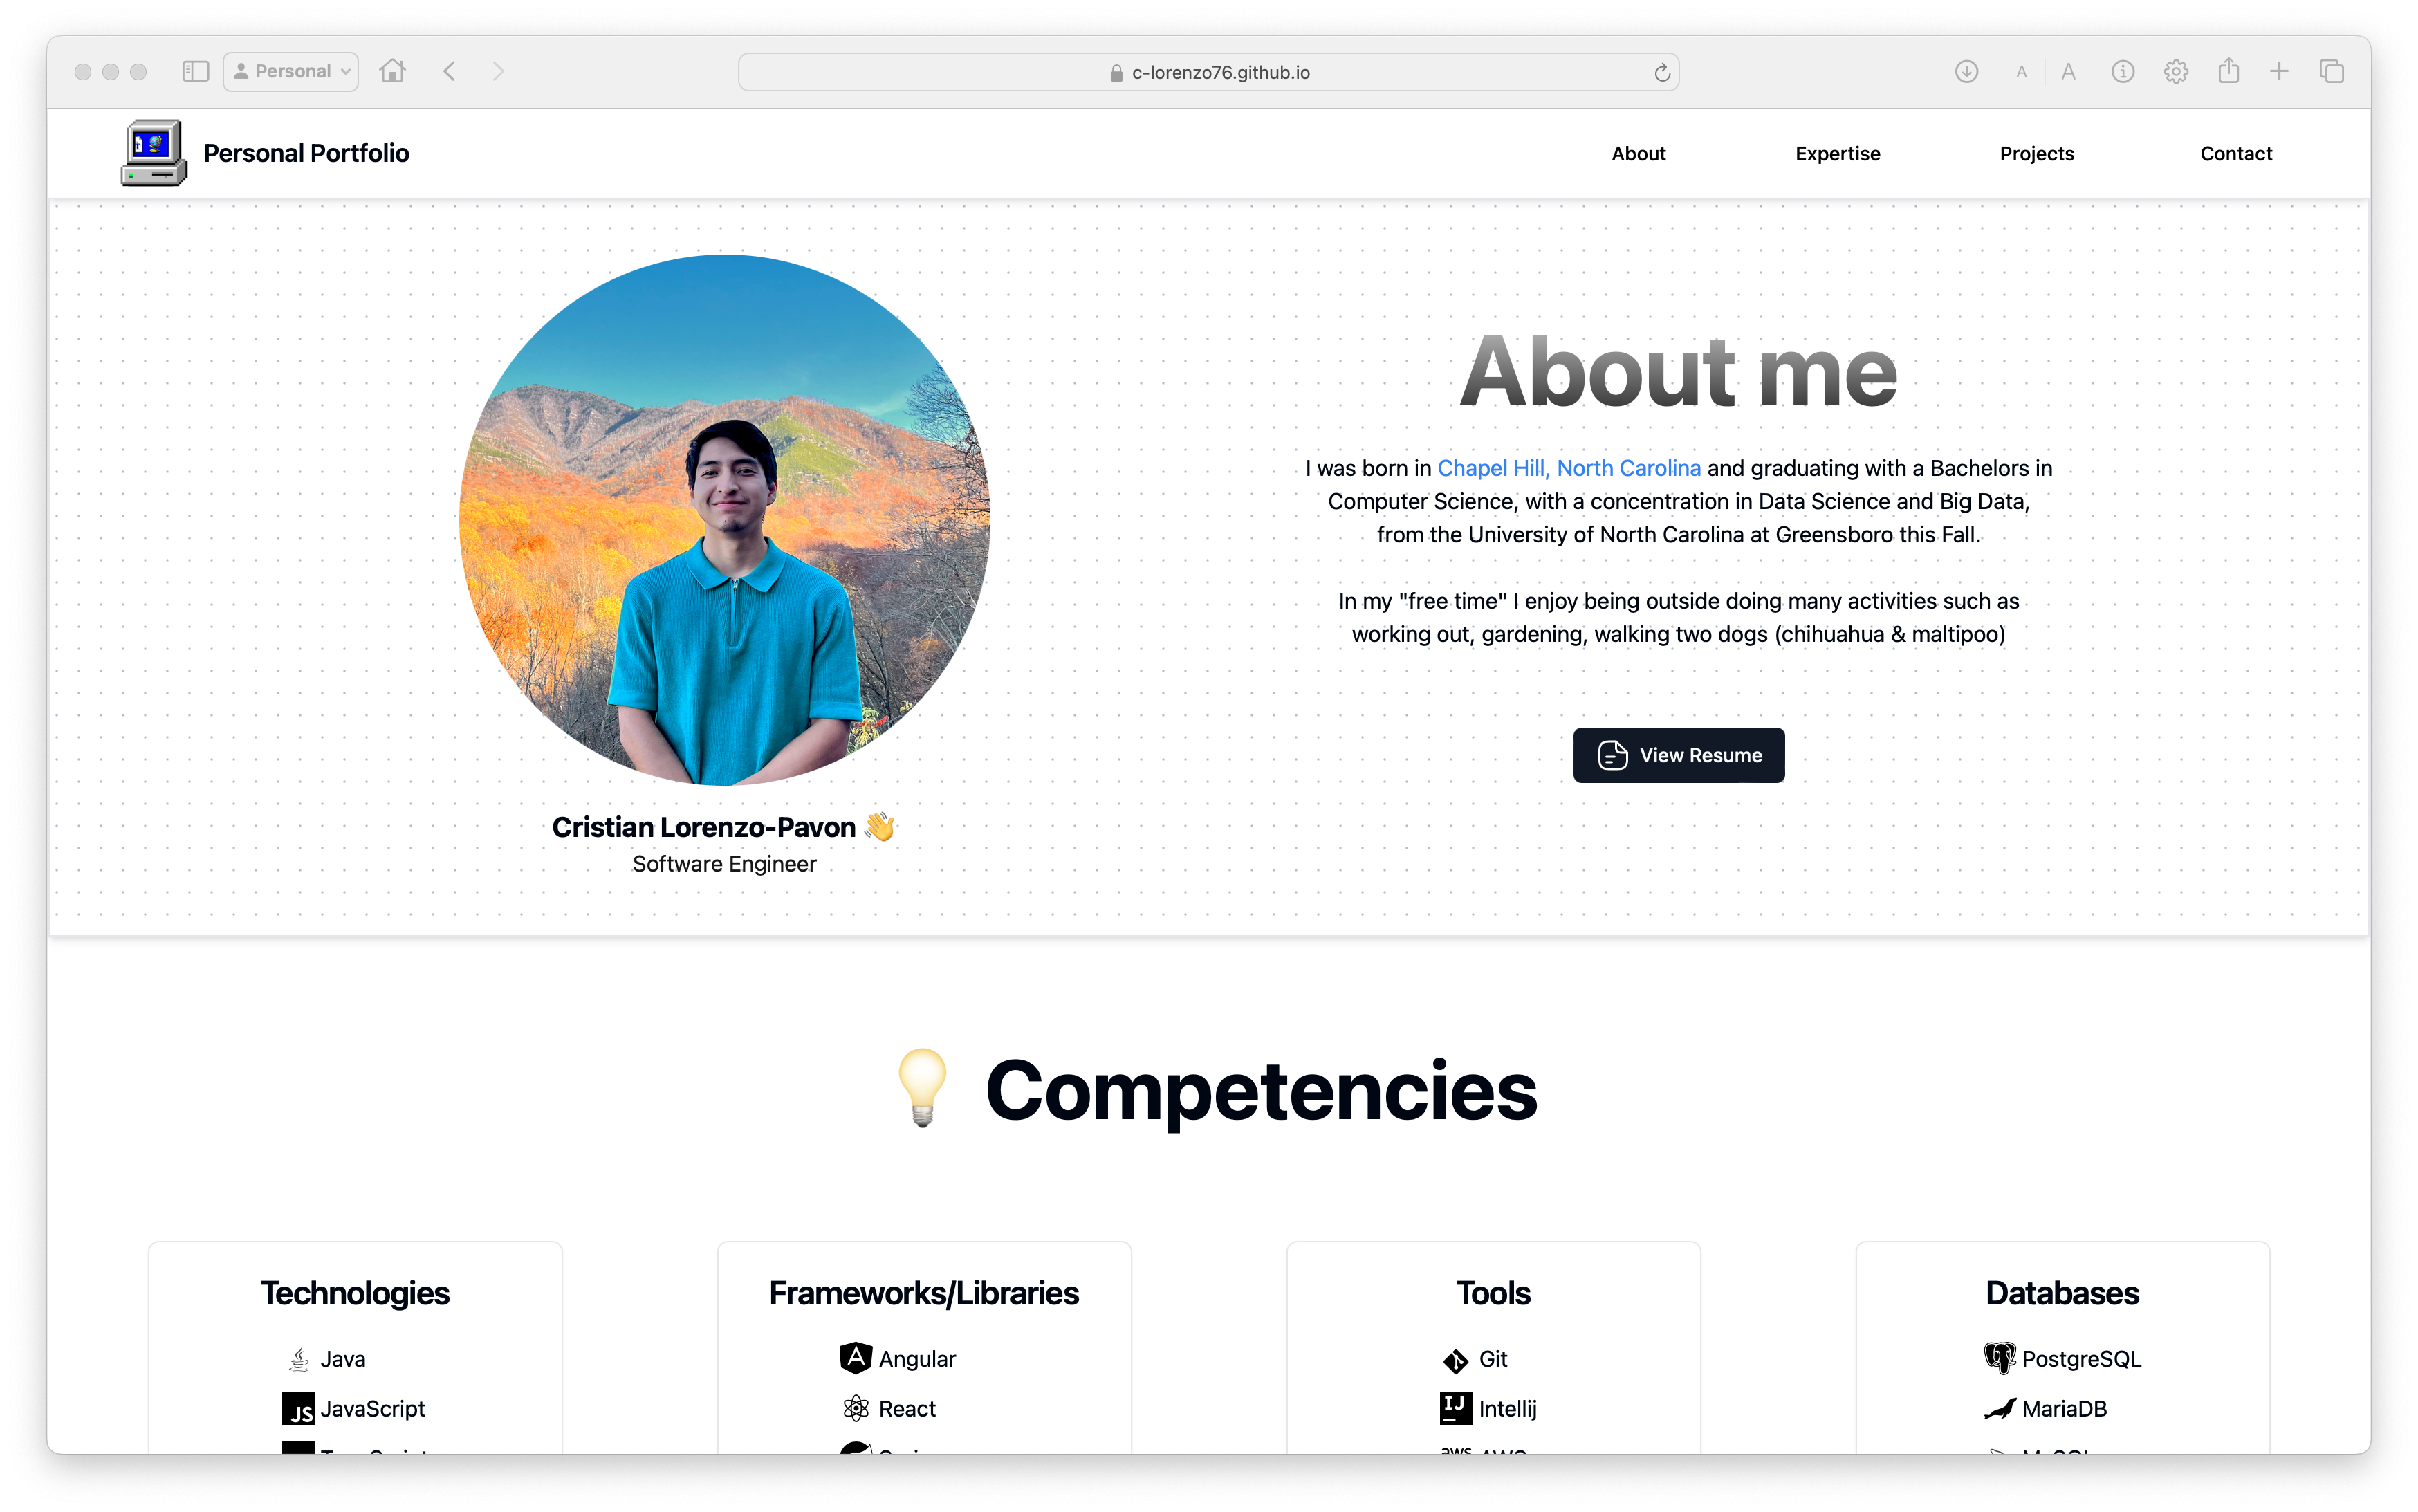 Personal
c-lorenzo76.github.io
A A
Personal Portfolio
About Expertise Projects Contact
About me
I was born in Chapel Hill, North Carolina and graduating with a Bachelors in
Computer Science, with a concentration in Data Science and Big Data,
from the University of North Carolina at Greensboro this Fall.
In my "free time" I enjoy being outside doing many activities such as
working out, gardening, walking two dogs (chihuahua & maltipoo)
View Resume
Cristian Lorenzo-Pavon 👋
Software Engineer
💡 Competencies
Technologies
Java
JS JavaScript
Frameworks/Libraries
Angular
React
Tools
Git
IJ Intellij
aws AWS
Databases
PostgreSQL
MariaDB
MySQL